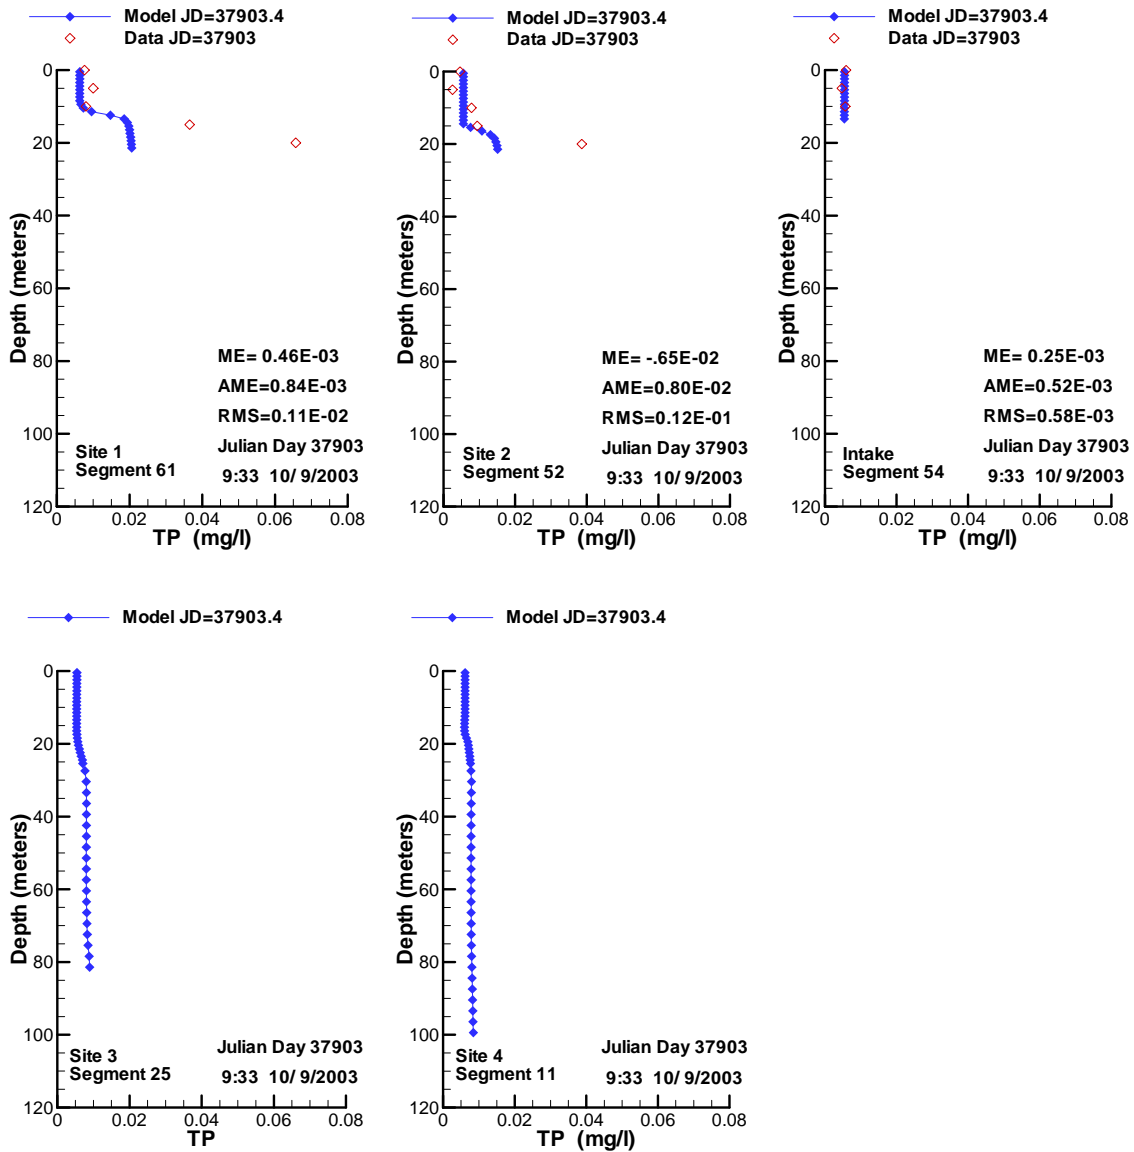 Model JD=37903.4
Data JD=37903
0
20
40
60
80
100
120
Depth (meters)
ME= 0.46E-03
AME=0.84E-03
RMS=0.11E-02
Site 1
Segment 61
Julian Day 37903
9:33 10/ 9/2003
0 0.02 0.04 0.06 0.08
TP (mg/l)
Model JD=37903.4
Data JD=37903
0
20
40
60
80
100
120
Depth (meters)
ME= -.65E-02
AME=0.80E-02
RMS=0.12E-01
Site 2
Segment 52
Julian Day 37903
9:33 10/ 9/2003
0 0.02 0.04 0.06 0.08
TP (mg/l)
Model JD=37903.4
Data JD=37903
0
20
40
60
80
100
120
Depth (meters)
ME= 0.25E-03
AME=0.52E-03
RMS=0.58E-03
Intake
Segment 54
Julian Day 37903
9:33 10/ 9/2003
0 0.02 0.04 0.06 0.08
TP (mg/l)
Model JD=37903.4
0
20
40
60
80
100
120
Depth (meters)
Site 3
Segment 25
Julian Day 37903
9:33 10/ 9/2003
0 0.02 0.04 0.06 0.08
TP
Model JD=37903.4
0
20
40
60
80
100
120
Depth (meters)
Site 4
Segment 11
Julian Day 37903
9:33 10/ 9/2003
0 0.02 0.04 0.06 0.08
TP (mg/l)